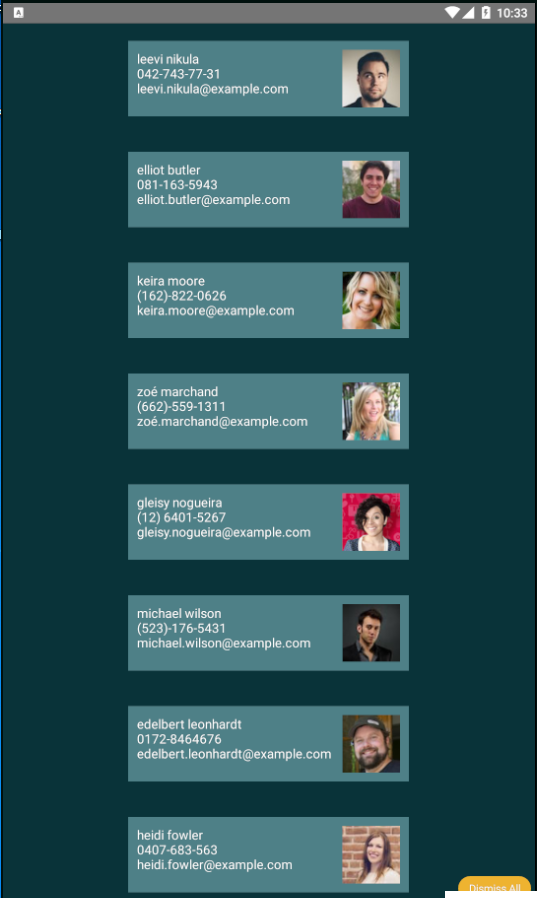 A
10:33
leevi nikula
042-743-77-31
leevi.nikula@example.com
elliot butler
081-163-5943
elliot.butler@example.com
keira moore
(162)-822-0626
keira.moore@example.com
zoé marchand
(662)-559-1311
zoé.marchand@example.com
gleisy nogueira
(12) 6401-5267
gleisy.nogueira@example.com
michael wilson
(523)-176-5431
michael.wilson@example.com
edelbert leonhardt
0172-8464676
edelbert.leonhardt@example.com
heidi fowler
0407-683-563
heidi.fowler@example.com
Dismiss All